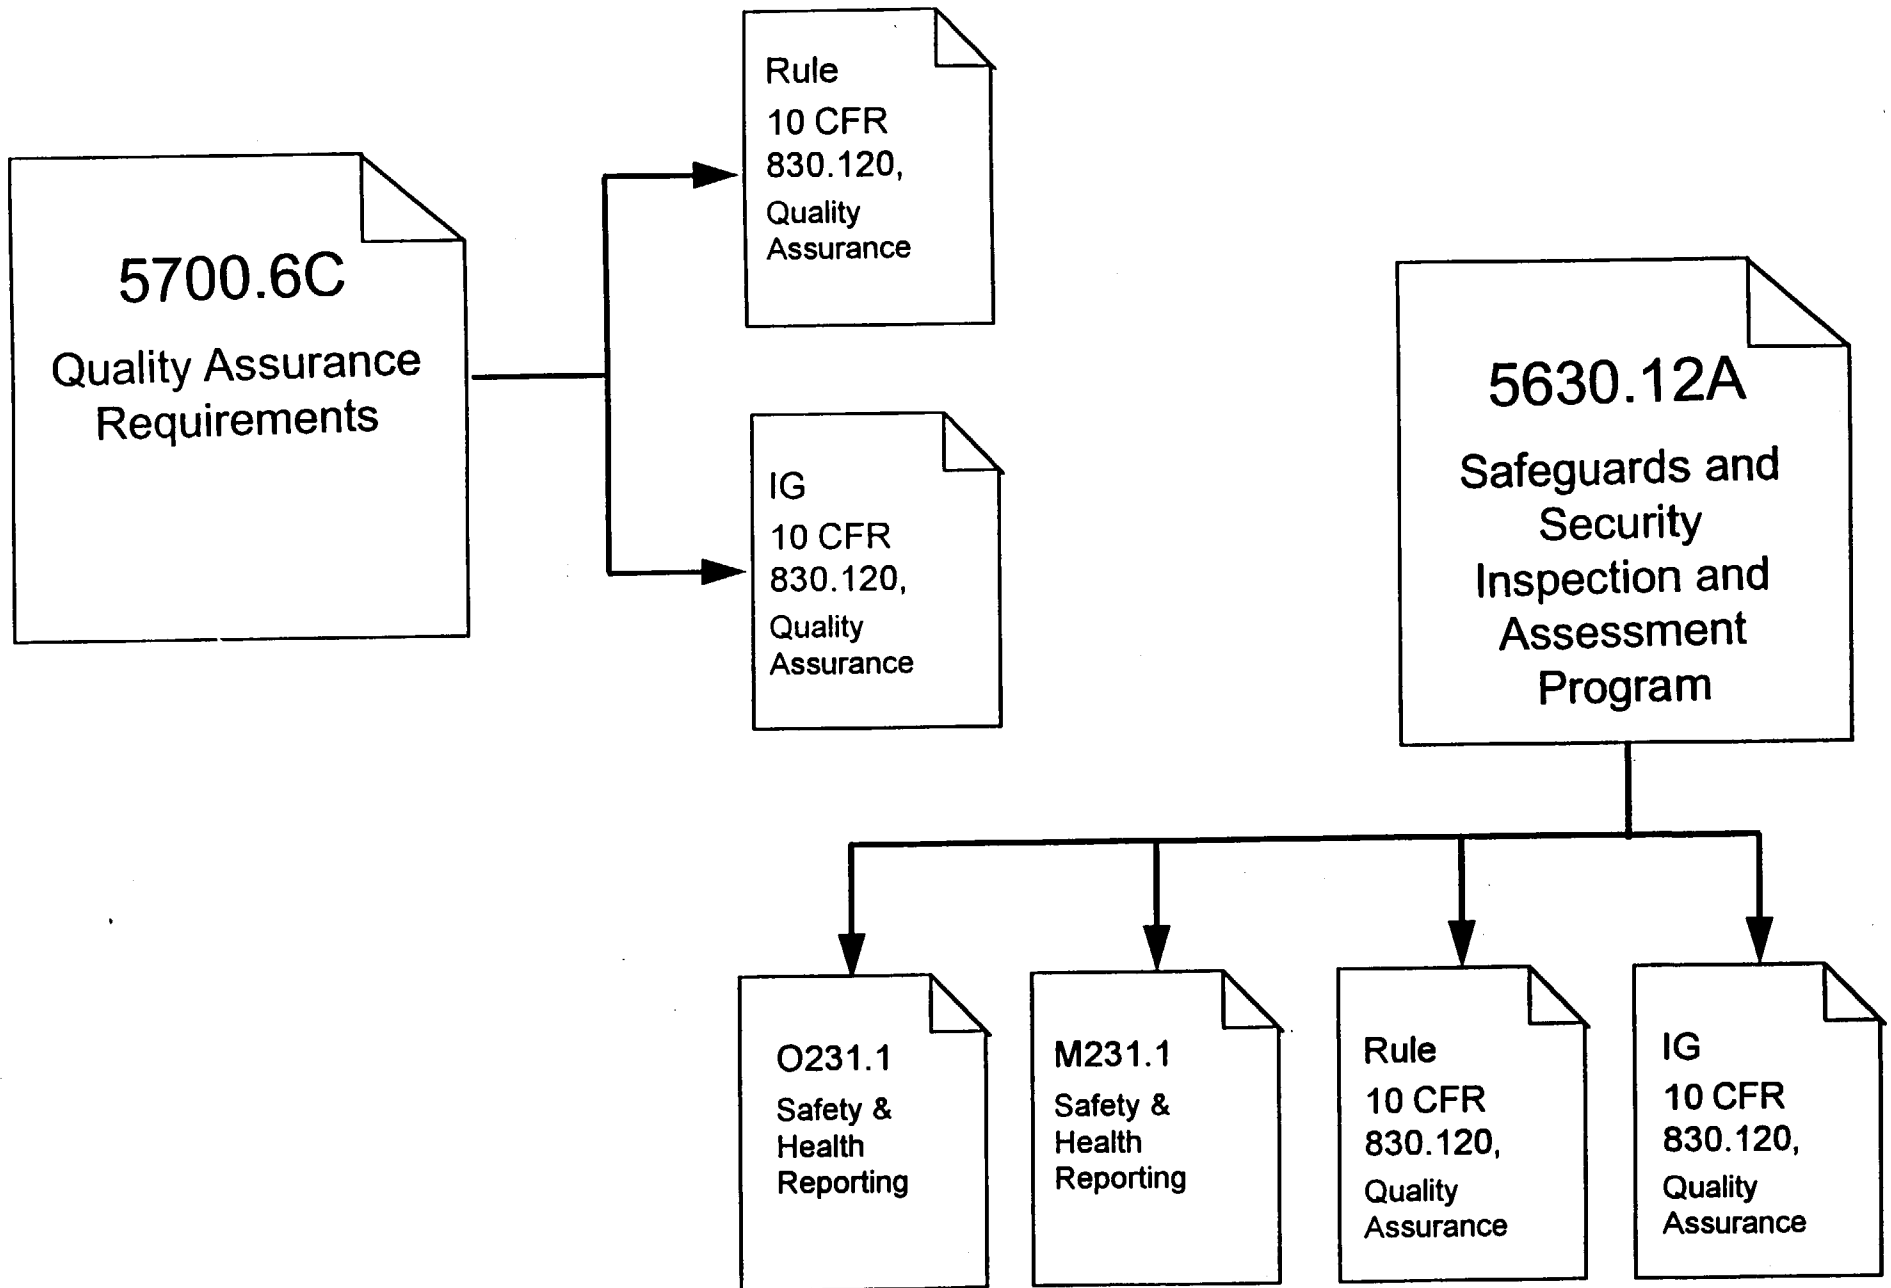 5700.6C
Quality Assurance
Requirements
Rule
10 CFR
830.120,
Quality
Assurance
IG
10 CFR
830.120,
Quality
Assurance
5630.12A
Safeguards and
Security
Inspection and
Assessment
Program
O231.1
Safety &
Health
Reporting
M231.1
Safety &
Health
Reporting
Rule
10 CFR
830.120,
Quality
Assurance
IG
10 CFR
830.120,
Quality
Assurance